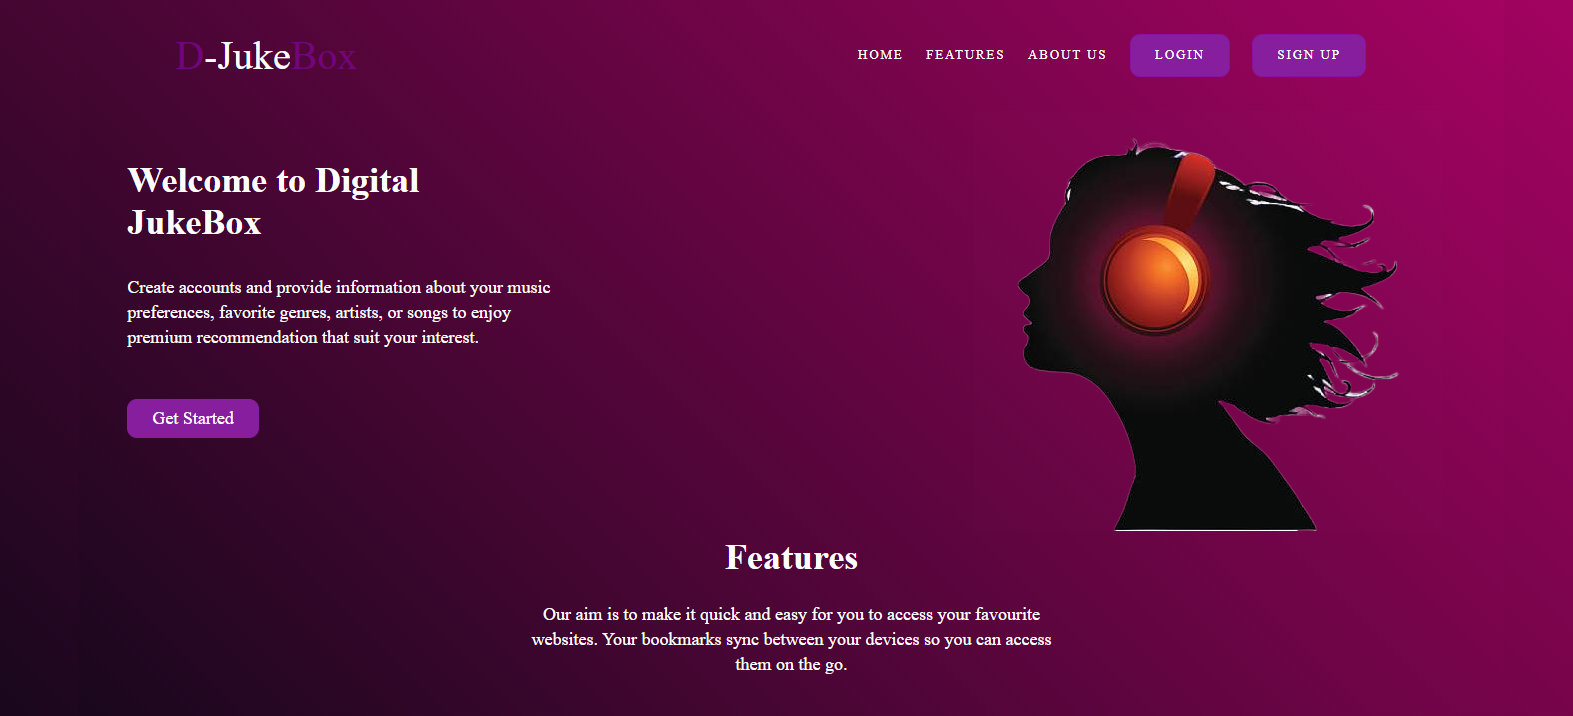 D-JukeBox
HOME FEATURES ABOUT US LOGIN SIGN UP
Welcome to Digital
JukeBox
Create accounts and provide information about your music
preferences, favorite genres, artists, or songs to enjoy
premium recommendation that suit your interest.
Get Started
Features
Our aim is to make it quick and easy for you to access your favourite
websites. Your bookmarks sync between your devices so you can access
them on the go.